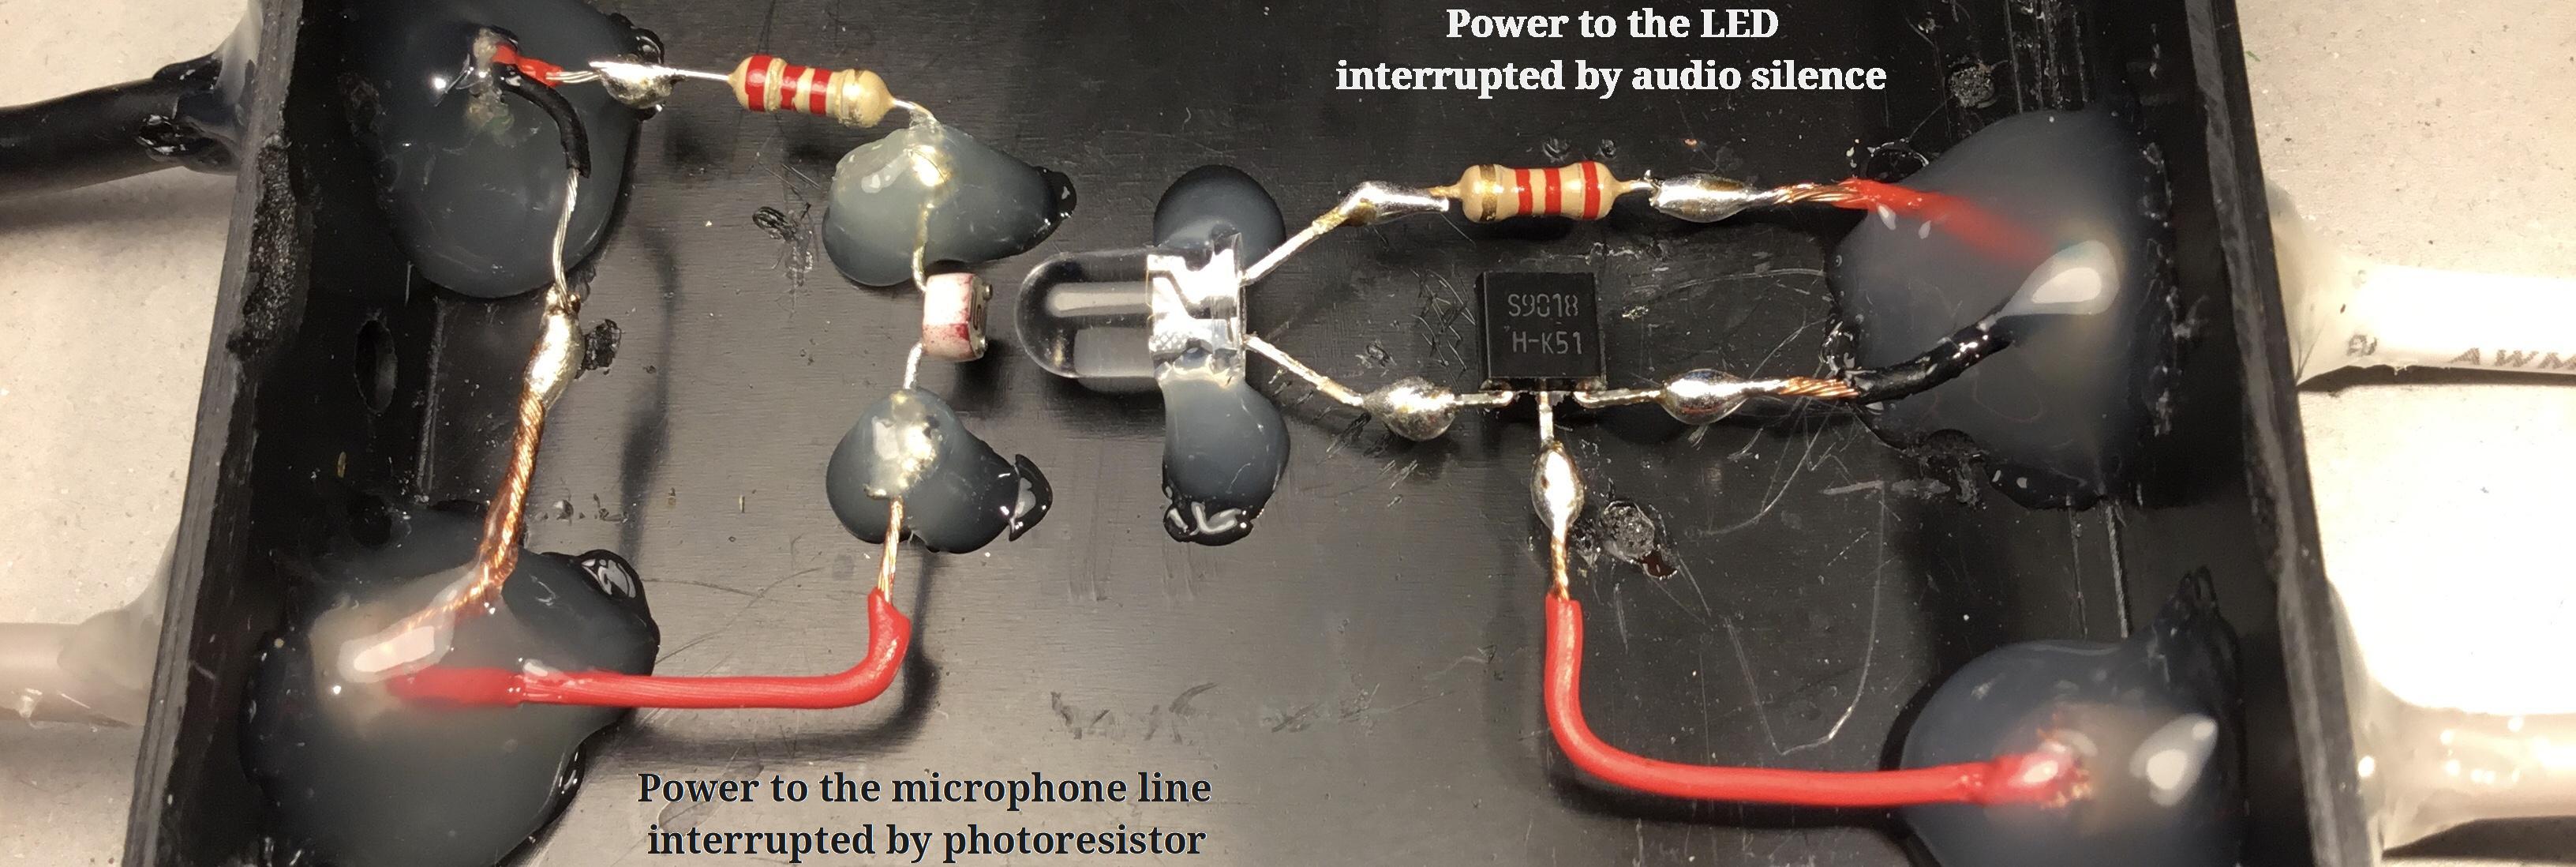 Power to the LED
interrupted by audio silence
S9018
H-K51
AWM
Power to the microphone line
interrupted by photoresistor